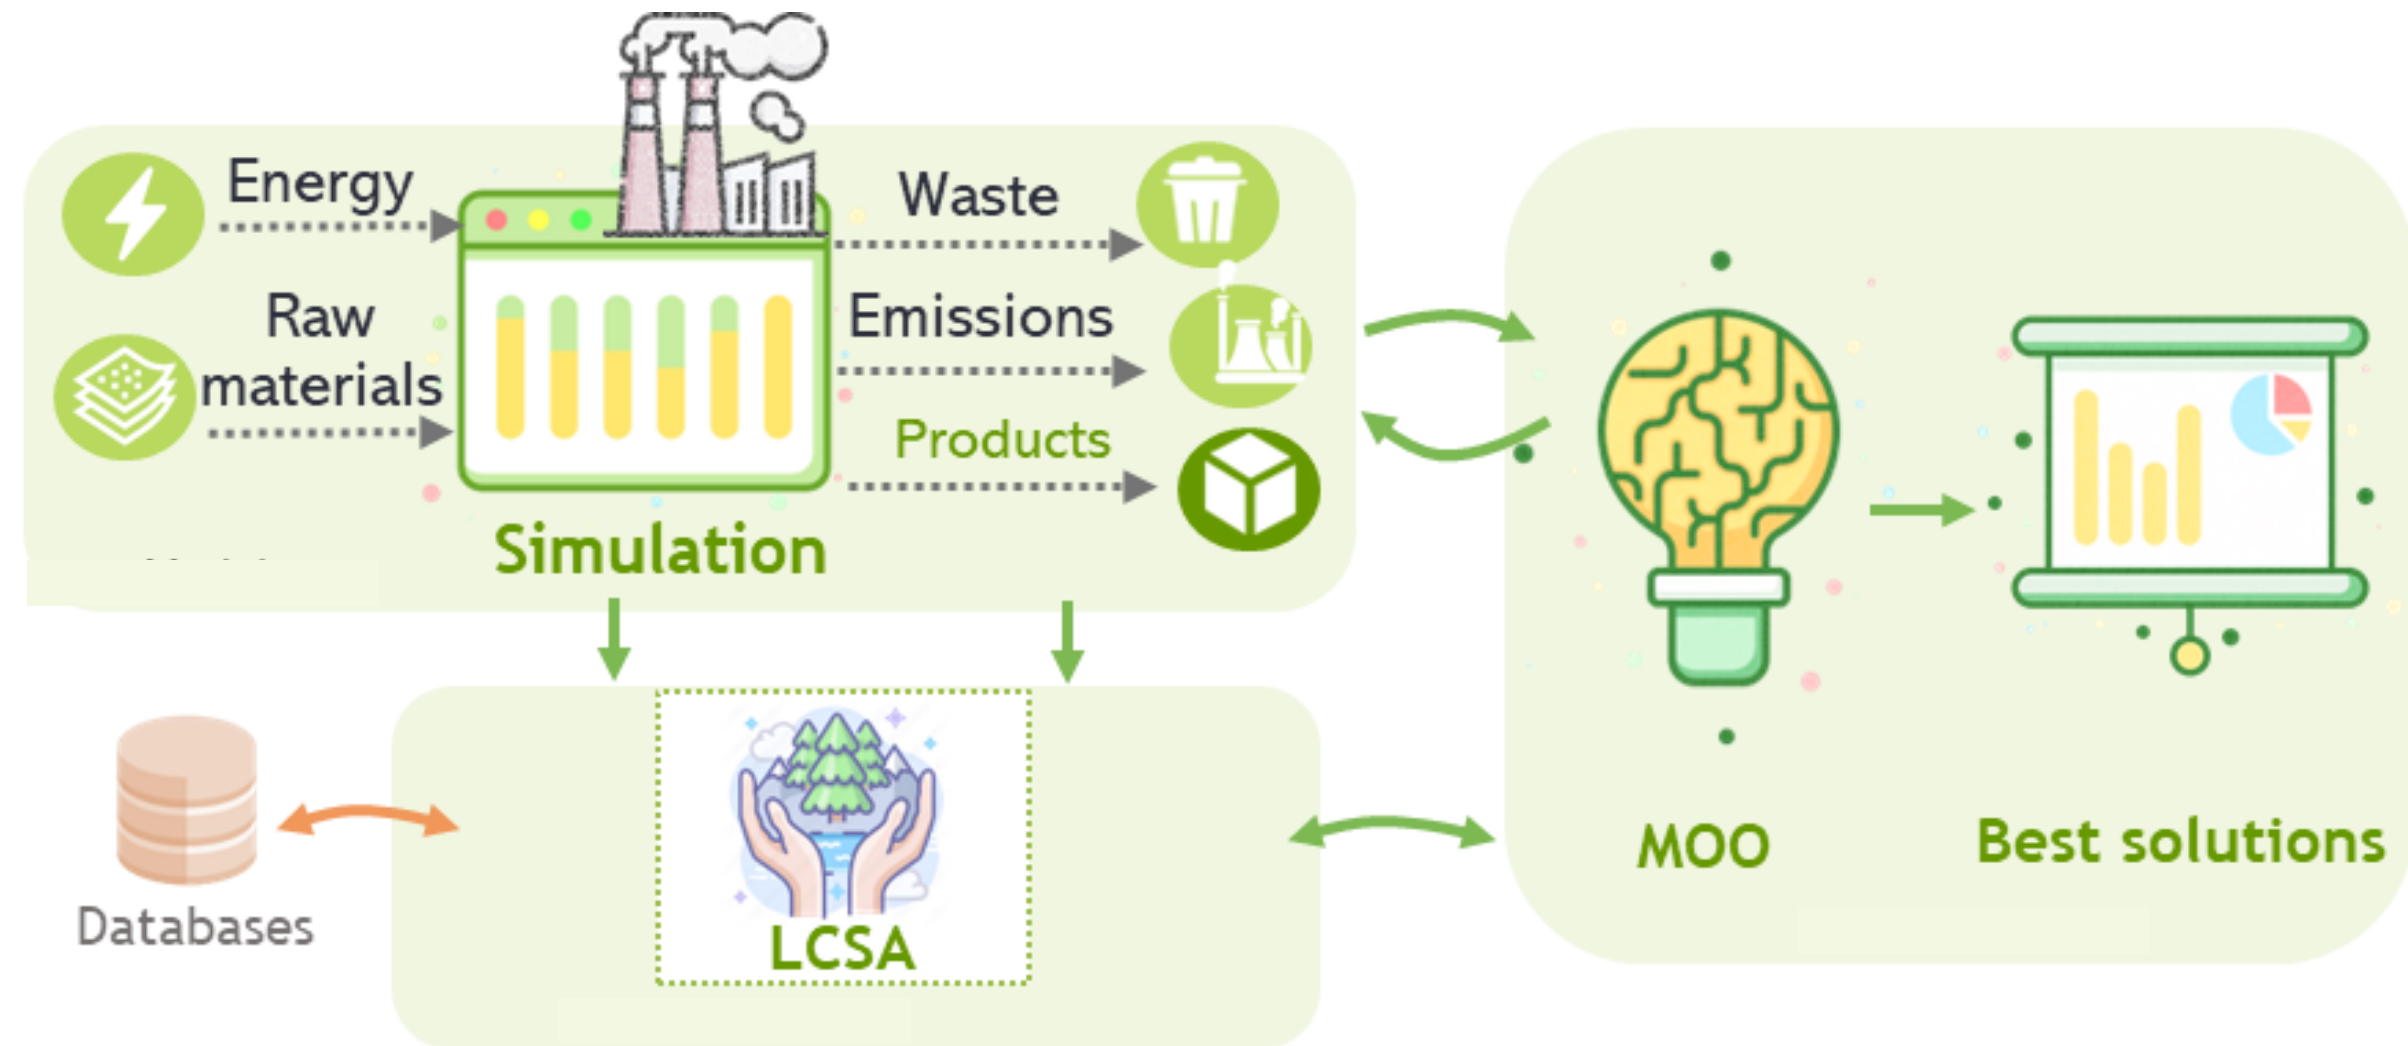 Energy
Raw
materials
Waste
Emissions
Products
Simulation
Databases
LCSA
MOO
Best solutions